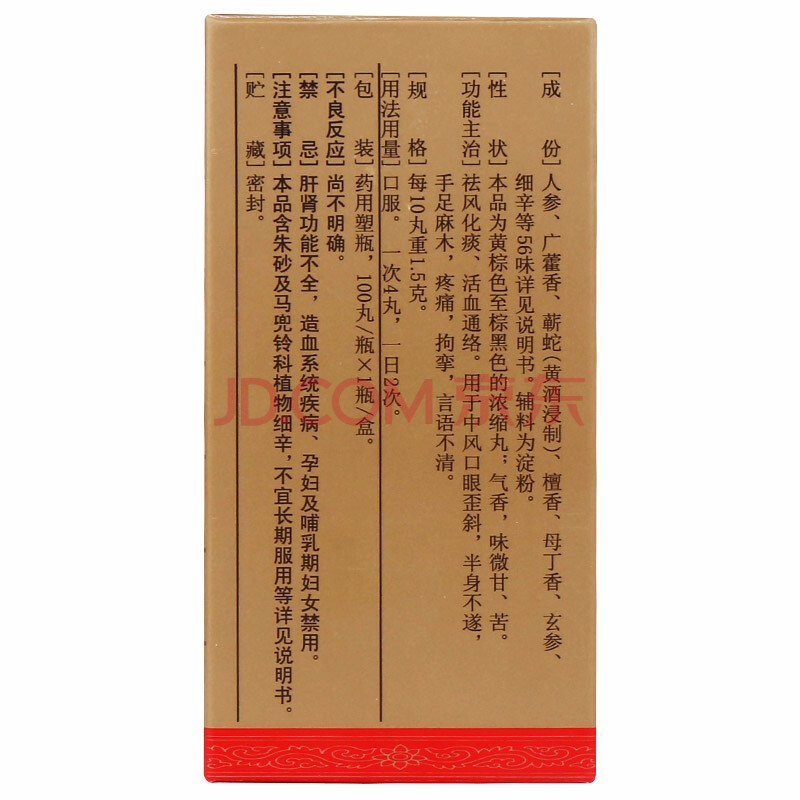 [成份]人参、广藿香、蕲蛇(黄酒浸制)、檀香、母丁香、玄参、
细辛等56味详见说明书。辅料为淀粉。
[性状]本品为黄棕色至棕黑色的浓缩丸；气香，味微甘、苦。
[功能主治]祛风化痰、活血通络。用于中风口眼歪斜，半身不遂，
手足麻木，疼痛，拘挛，言语不清。
[规格]每10丸重1.5克。
[用法用量]口服。一次4丸，一日2次。
[包装]药用塑瓶，100丸/瓶×1瓶/盒。
[不良反应]尚不明确。
[禁忌]肝肾功能不全，造血系统疾病、孕妇及哺乳期妇女禁用。
[注意事项]本品含朱砂及马兜铃科植物细辛，不宜长期服用等详见说明书。
[贮藏]密封。
JD.COM 京东